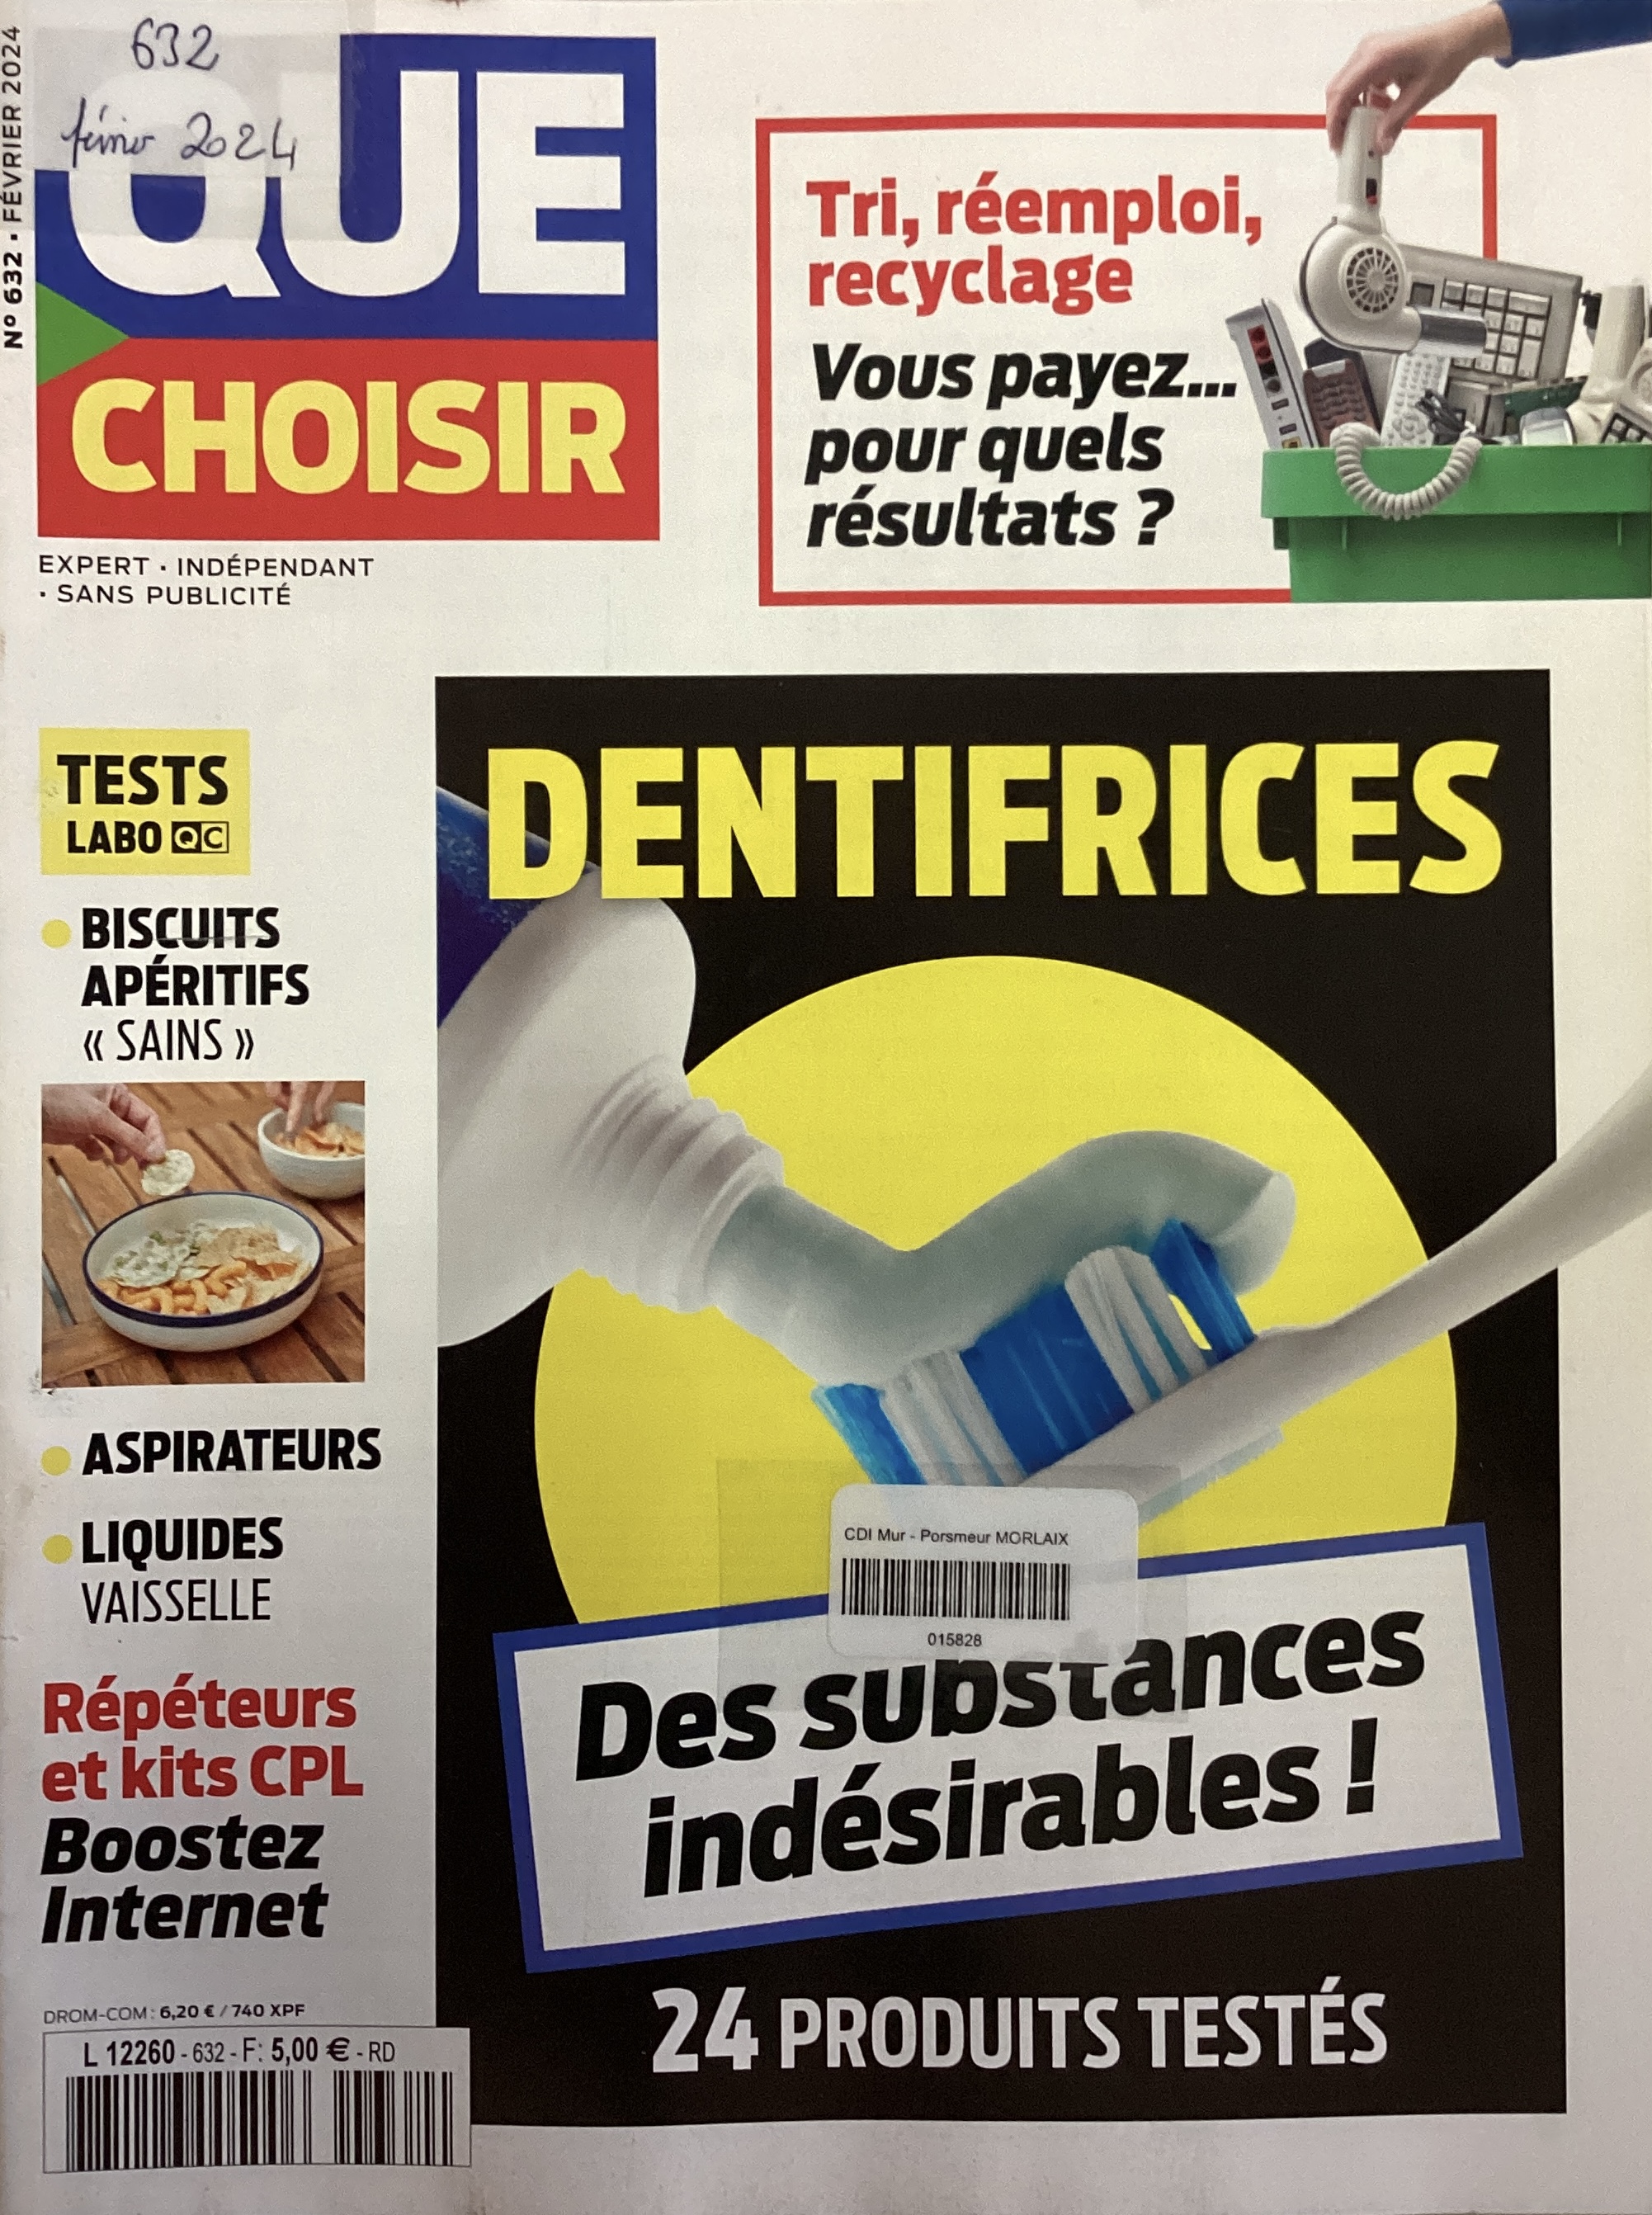 N° 632 • FÉVRIER 2024
632
février 2024
QUE
CHOISIR
EXPERT • INDÉPENDANT
• SANS PUBLICITÉ
Tri, réemploi,
recyclage
Vous payez...
pour quels
résultats ?
TESTS
LABO QC
BISCUITS
APÉRITIFS
« SAINS »
ASPIRATEURS
LIQUIDES
VAISSELLE
Répéteurs
et kits CPL
Boostez
Internet
DROM-COM : 6,20 € / 740 XPF
L 12260 - 632 - F: 5,00 € - RD
DENTIFRICES
CDI Mur - Porsmeur MORLAIX
015828
Des substances
indésirables !
24 PRODUITS TESTÉS